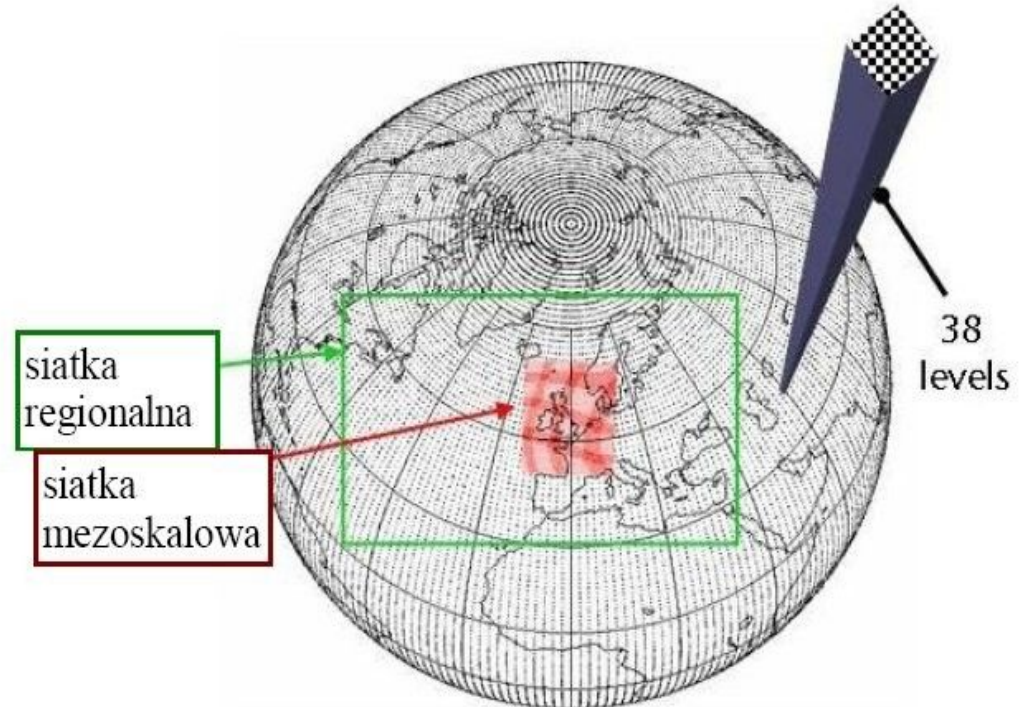 siatka
regionalna
siatka
mezoskalowa
38
levels